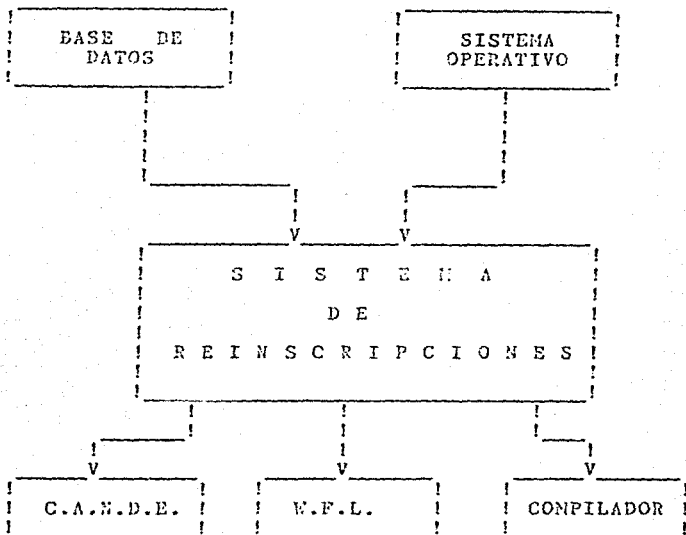 BASE DE
DATOS
SISTEMA
OPERATIVO
S I S T E M A
D E
R E I N S C R I P C I O N E S
C.A.N.D.E.
W.F.L.
COMPILADOR